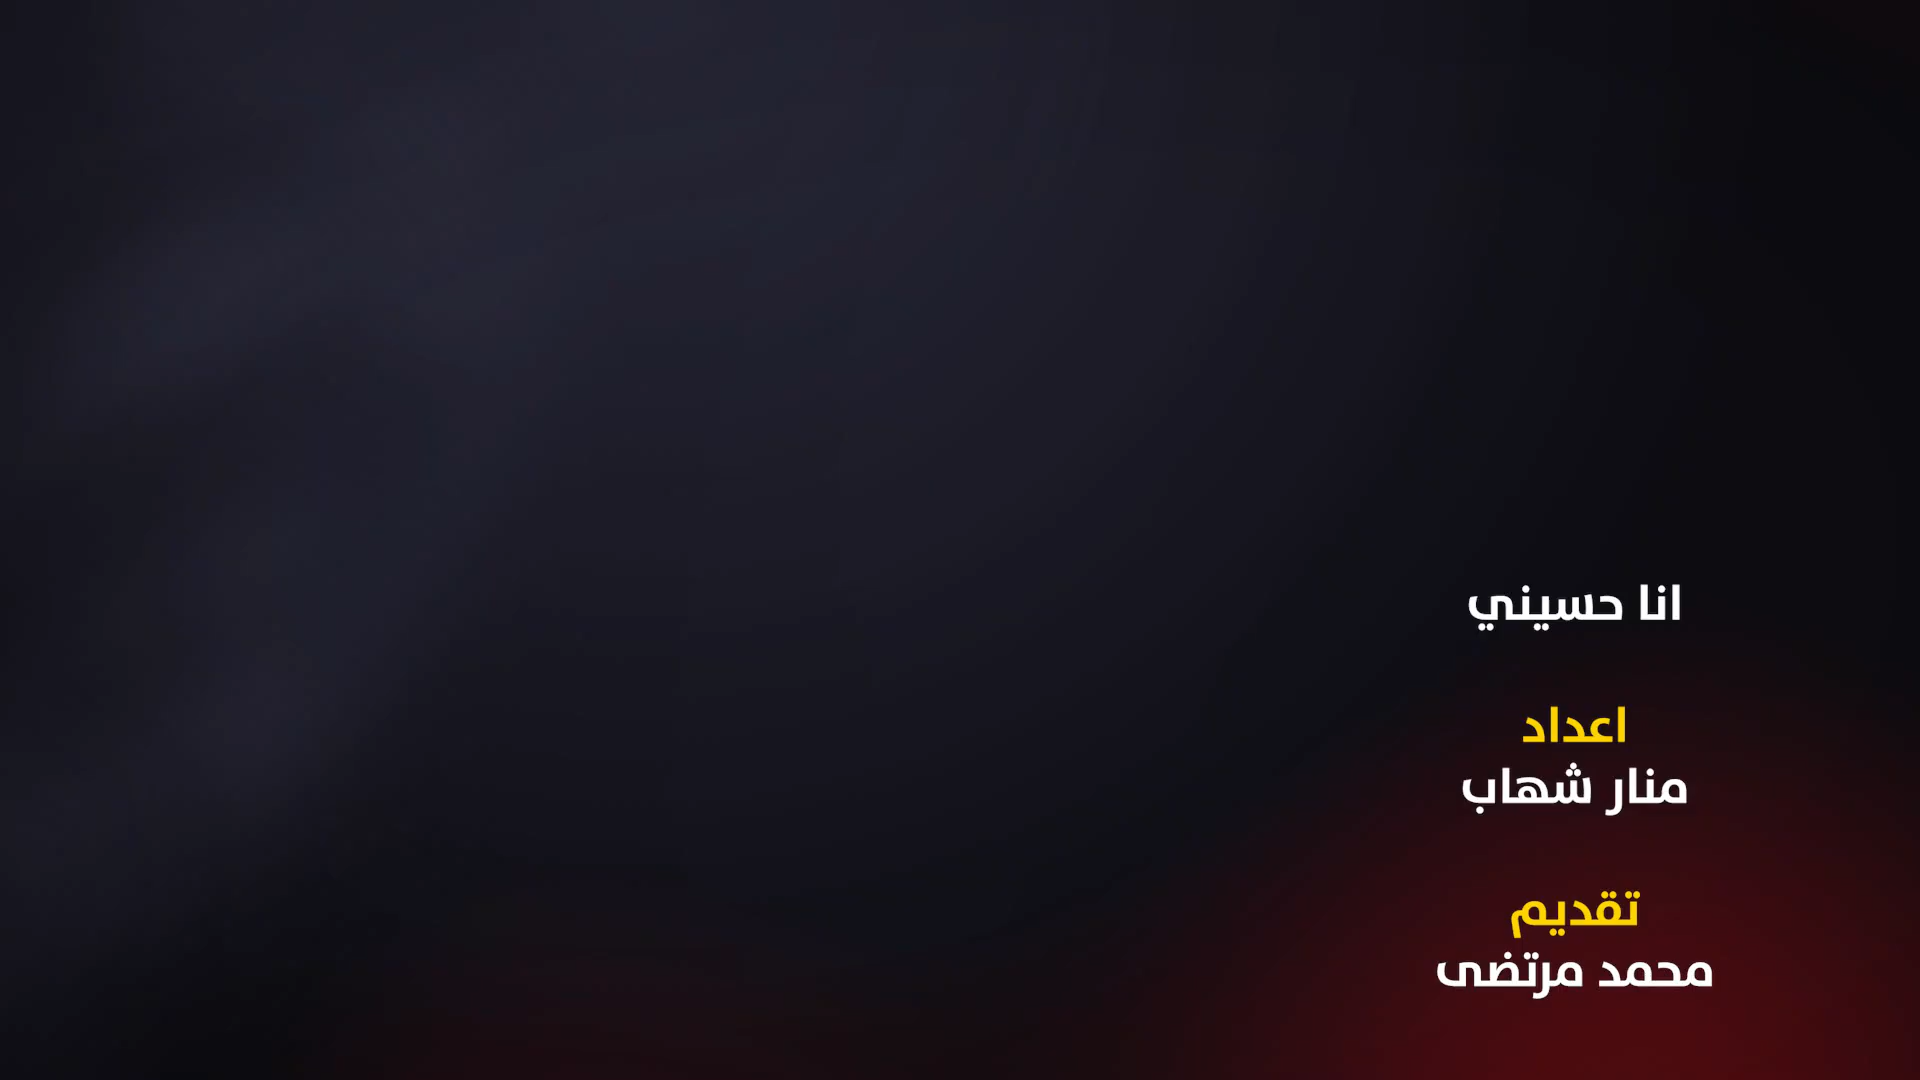 انا حسيني
اعداد
منار شهاب
تقديم
محمد مرتضى